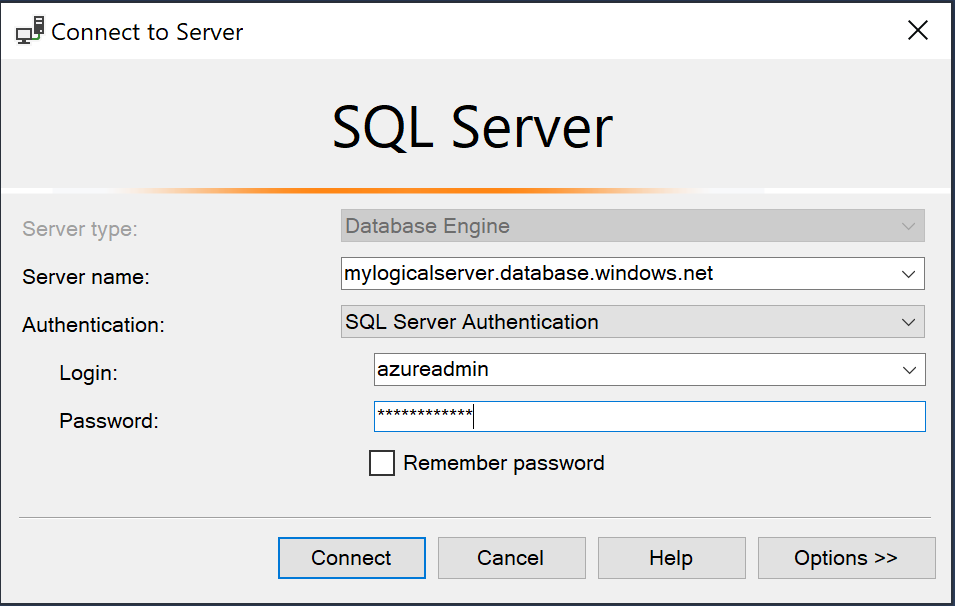 Connect to Server
SQL Server
Server type: Database Engine
Server name: mylogicalserver.database.windows.net
Authentication: SQL Server Authentication
Login: azureadmin
Password: ************
Remember password
Connect Cancel Help Options >>